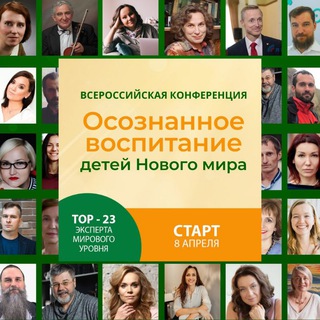 ВСЕРОССИЙСКАЯ КОНФЕРЕНЦИЯ
Осознанное
воспитание
детей Нового мира
TOP - 23
ЭКСПЕРТА
МИРОВОГО
УРОВНЯ
СТАРТ
8 АПРЕЛЯ